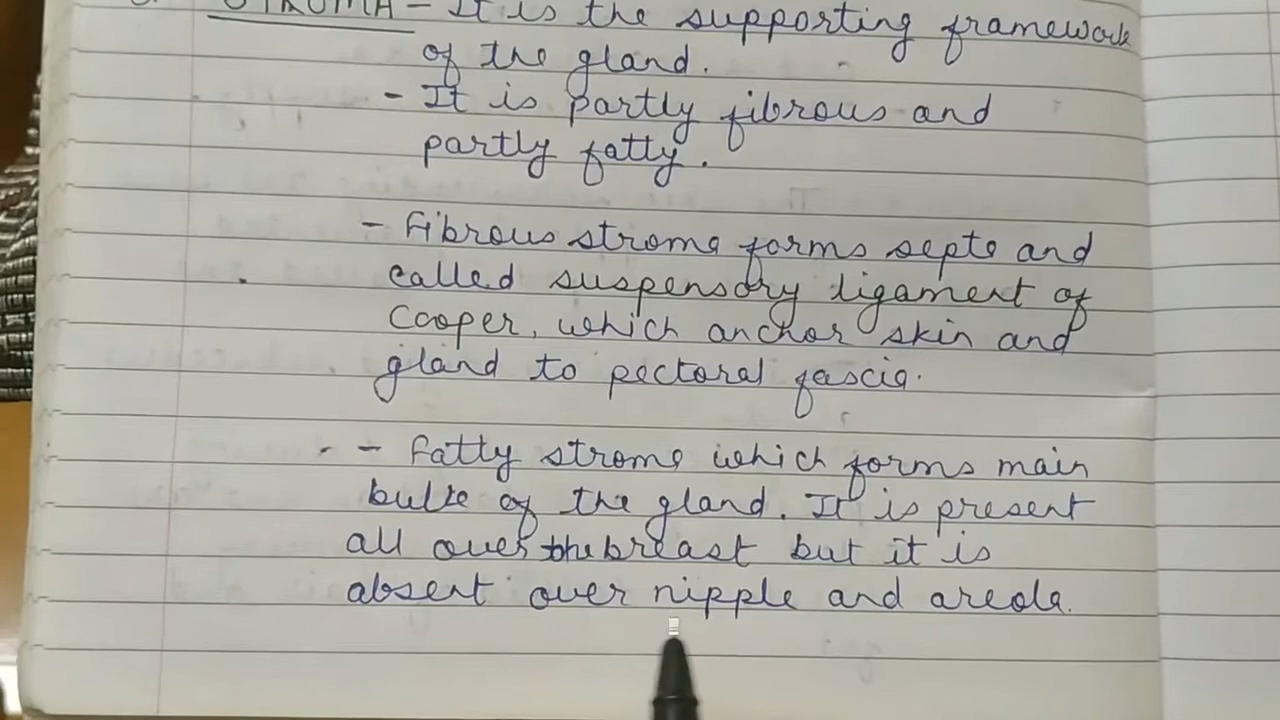 STROMA - It is the supporting framework
of the gland.
- It is partly fibrous and
partly fatty.
- Fibrous stroma forms septa and
called suspensory ligament of
Cooper, which anchor skin and
gland to pectoral fascia.
- Fatty stroma which forms main
bulk of the gland. It is present
all over the breast but it is
absent over nipple and areola.